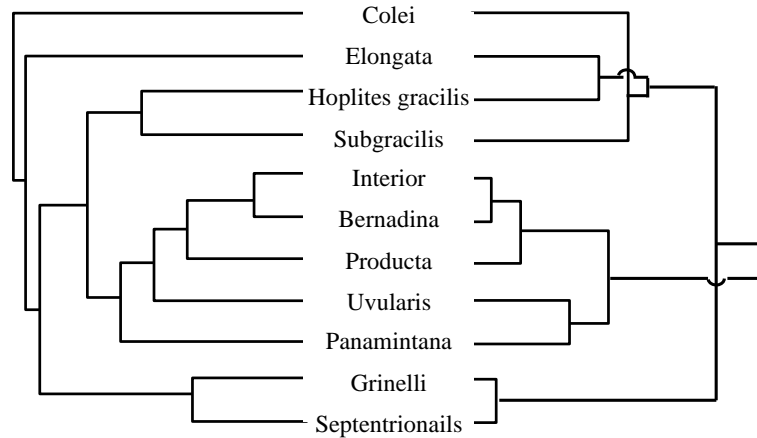 Colei
Elongata
Hoplites gracilis
Subgracilis
Interior
Bernadina
Producta
Uvularis
Panamintana
Grinelli
Septentrionails